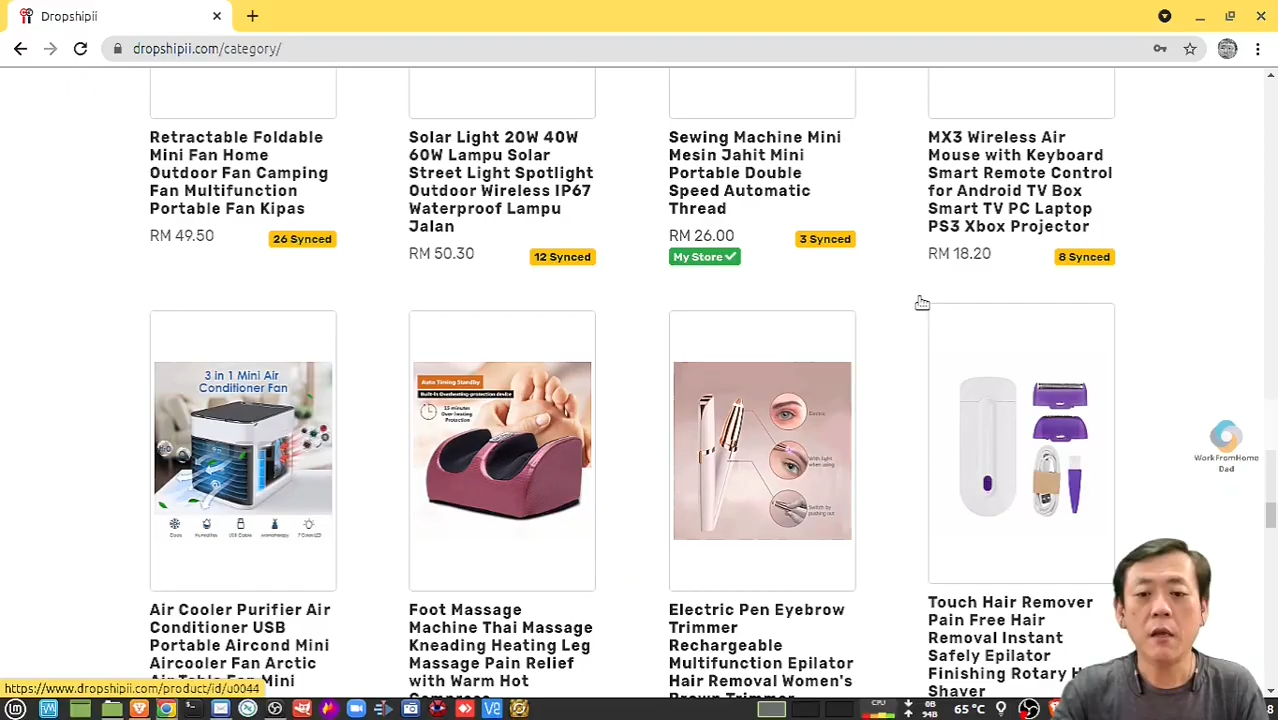 Dropshipii
dropshipii.com/category/
Retractable Foldable
Mini Fan Home
Outdoor Fan Camping
Fan Multifunction
Portable Fan Kipas
RM 49.50
26 Synced
Solar Light 20W 40W
60W Lampu Solar
Street Light Spotlight
Outdoor Wireless IP67
Waterproof Lampu
Jalan
RM 50.30
12 Synced
Sewing Machine Mini
Mesin Jahit Mini
Portable Double
Speed Automatic
Thread
RM 26.00
3 Synced
My Store
MX3 Wireless Air
Mouse with Keyboard
Smart Remote Control
for Android TV Box
Smart TV PC Laptop
PS3 Xbox Projector
RM 18.20
8 Synced
3 in 1 Mini Air
Conditioner Fan
Auto Timing Standby
Built-in Overheating-protection device
15 minutes
Over heating
Protection
Electric
With light
when using
Switch by
pushing out
WorkFromHome
Dad
Air Cooler Purifier Air
Conditioner USB
Portable Aircond Mini
Aircooler Fan Arctic
Foot Massage
Machine Thai Massage
Kneading Heating Leg
Massage Pain Relief
with Warm Hot
Electric Pen Eyebrow
Trimmer
Rechargeable
Multifunction Epilator
Hair Removal Women's
Brown Trimmer
Touch Hair Remover
Pain Free Hair
Removal Instant
Safely Epilator
Finishing Rotary
Shaver
https://www.dropshipii.com/product/id/u0044
CPU
0B
94B
65°C